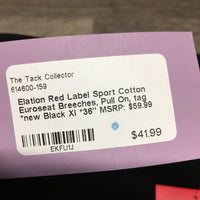 The Tack Collector
614600-159
Elation Red Label Sport Cotton
Euroseat Breeches, Pull On, tag
*new Black Xl *36" MSRP: $59.99
$41.99
EKFU1J